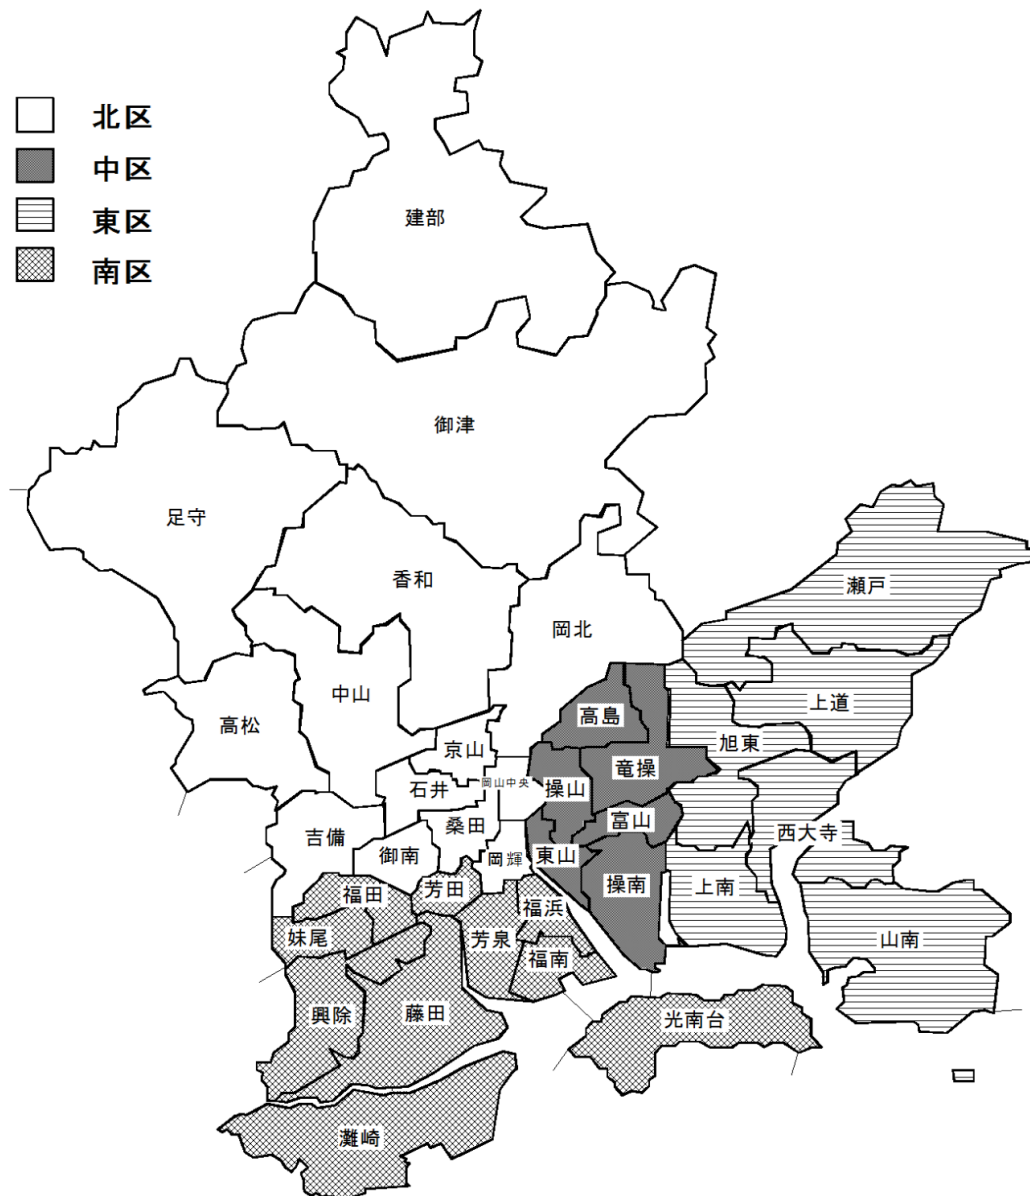 北区
中区
東区
南区
建部
御津
足守
香和
瀬戸
岡北
中山
上道
高松
高島
旭東
京山
竜操
岡山中央
石井
操山
富山
桑田
西大寺
吉備
御南
岡輝
東山
操南
上南
芳田
福田
福浜
妹尾
芳泉
山南
福南
興除
藤田
光南台
灘崎